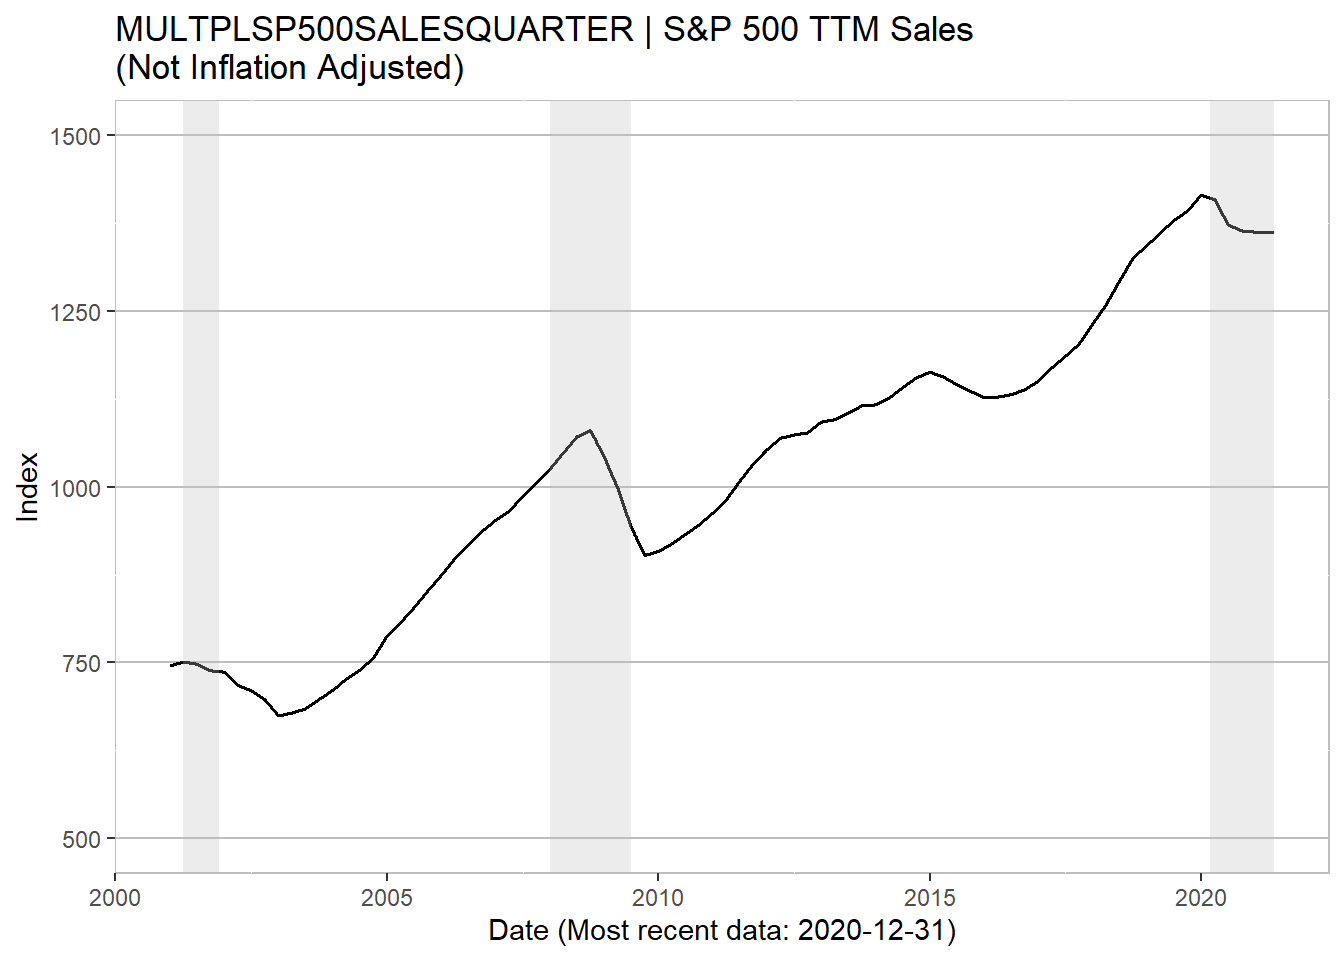 MULTPLSP500SALESQUARTER | S&P 500 TTM Sales
(Not Inflation Adjusted)
1500
1250
1000
750
500
Index
2000 2005 2010 2015 2020
Date (Most recent data: 2020-12-31)